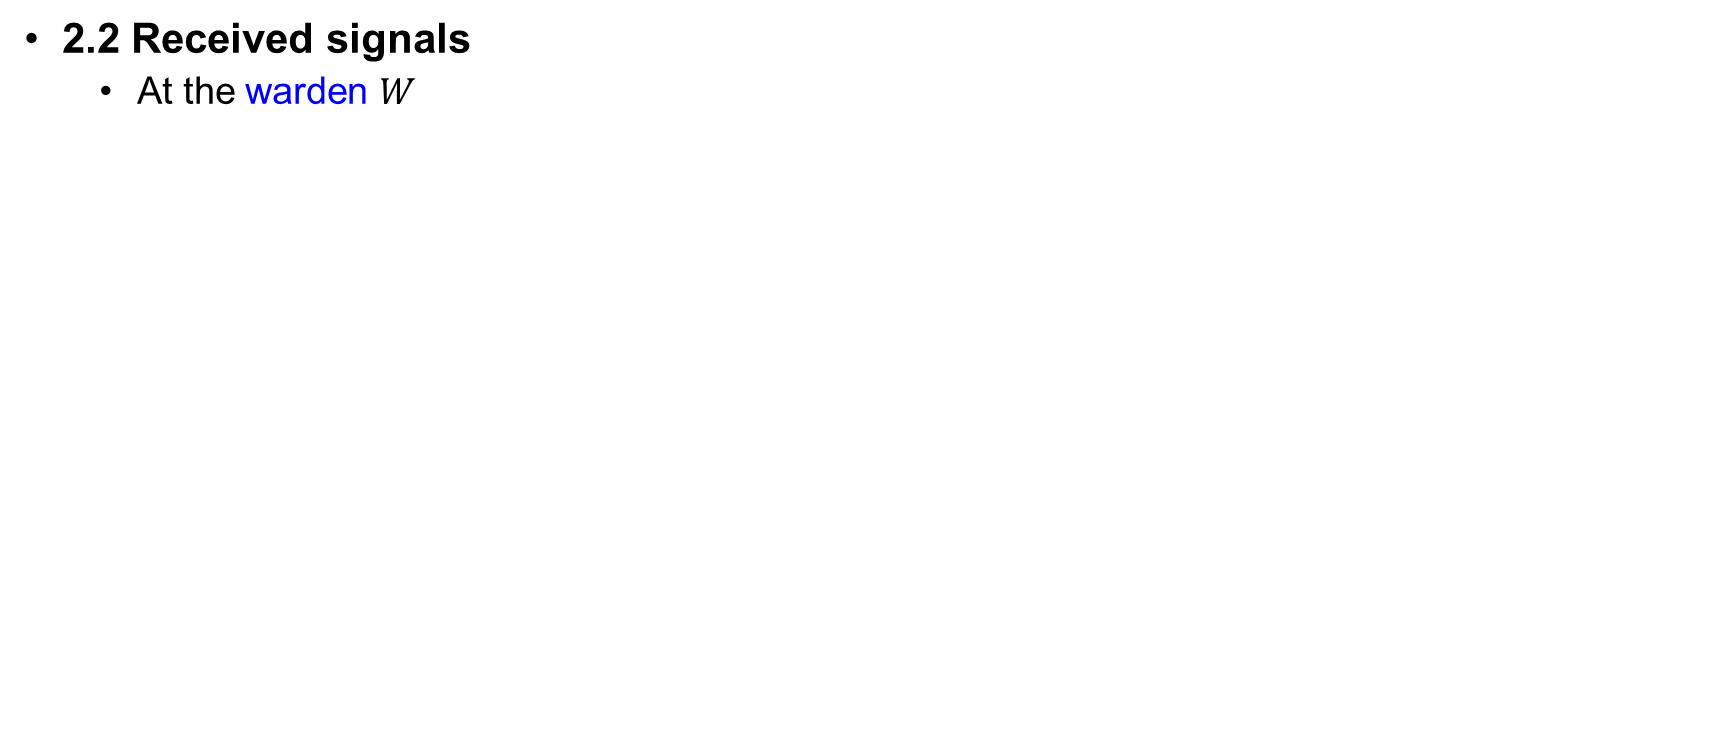 • 2.2 Received signals
• At the warden W